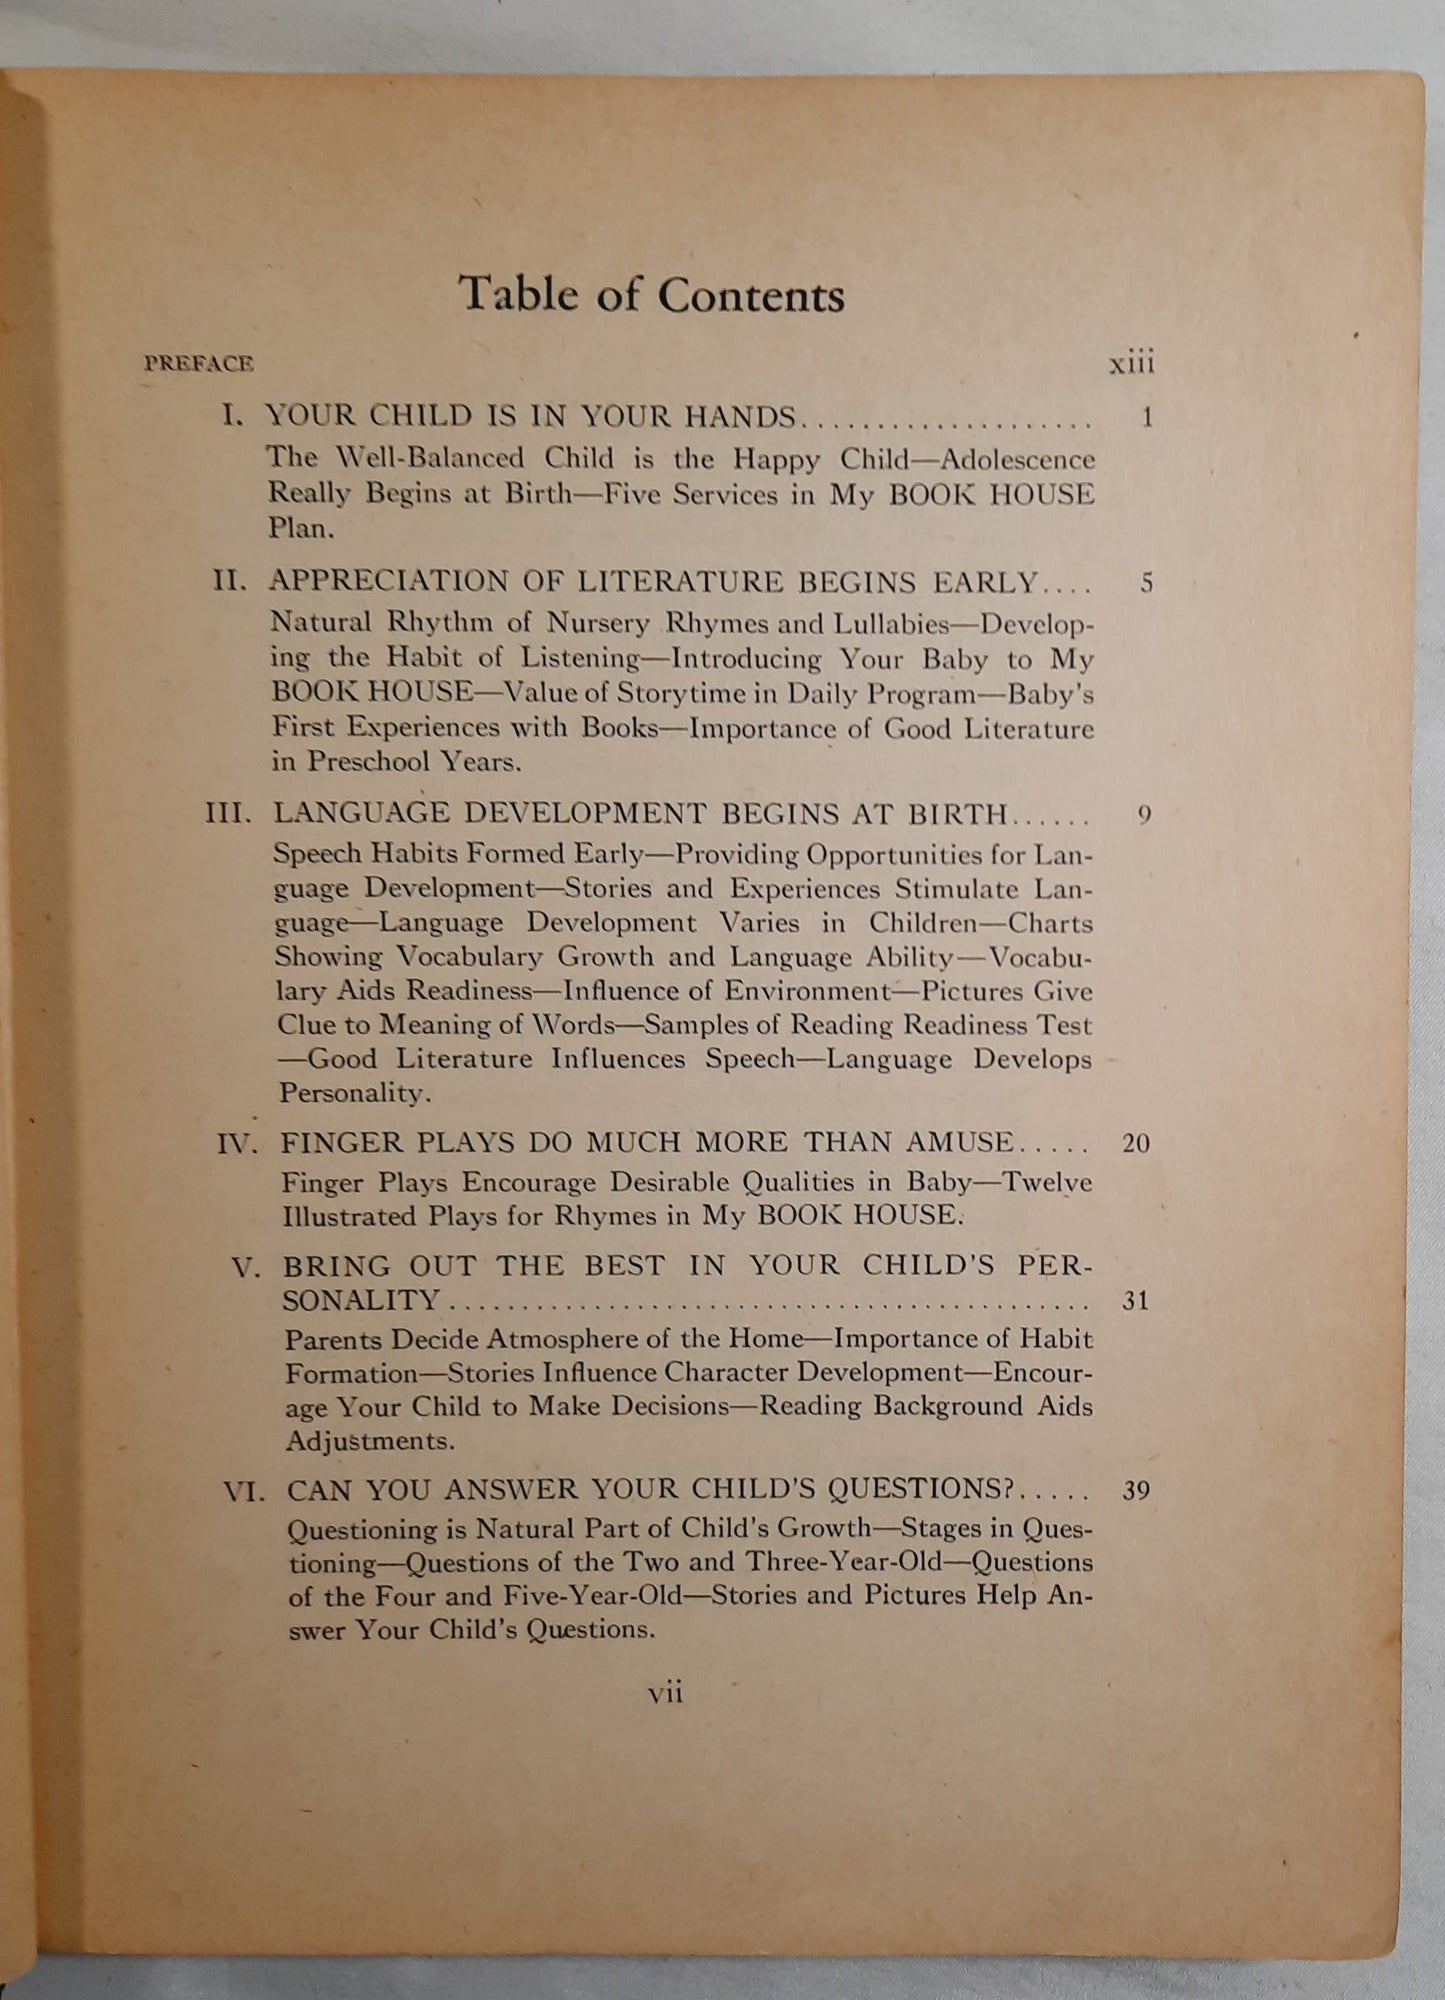 Table of Contents
PREFACE xiii
I. YOUR CHILD IS IN YOUR HANDS.................... 1
The Well-Balanced Child is the Happy Child—Adolescence
Really Begins at Birth—Five Services in My BOOK HOUSE
Plan.
II. APPRECIATION OF LITERATURE BEGINS EARLY.... 5
Natural Rhythm of Nursery Rhymes and Lullabies—Develop-
ing the Habit of Listening—Introducing Your Baby to My
BOOK HOUSE—Value of Storytime in Daily Program—Baby's
First Experiences with Books—Importance of Good Literature
in Preschool Years.
III. LANGUAGE DEVELOPMENT BEGINS AT BIRTH...... 9
Speech Habits Formed Early—Providing Opportunities for Lan-
guage Development—Stories and Experiences Stimulate Lan-
guage—Language Development Varies in Children—Charts
Showing Vocabulary Growth and Language Ability—Vocabu-
lary Aids Readiness—Influence of Environment—Pictures Give
Clue to Meaning of Words—Samples of Reading Readiness Test
—Good Literature Influences Speech—Language Develops
Personality.
IV. FINGER PLAYS DO MUCH MORE THAN AMUSE..... 20
Finger Plays Encourage Desirable Qualities in Baby—Twelve
Illustrated Plays for Rhymes in My BOOK HOUSE.
V. BRING OUT THE BEST IN YOUR CHILD'S PER-
SONALITY............................................ 31
Parents Decide Atmosphere of the Home—Importance of Habit
Formation—Stories Influence Character Development—Encour-
age Your Child to Make Decisions—Reading Background Aids
Adjustments.
VI. CAN YOU ANSWER YOUR CHILD'S QUESTIONS?..... 39
Questioning is Natural Part of Child's Growth—Stages in Ques-
tioning—Questions of the Two and Three-Year-Old—Questions
of the Four and Five-Year-Old—Stories and Pictures Help An-
swer Your Child's Questions.
vii